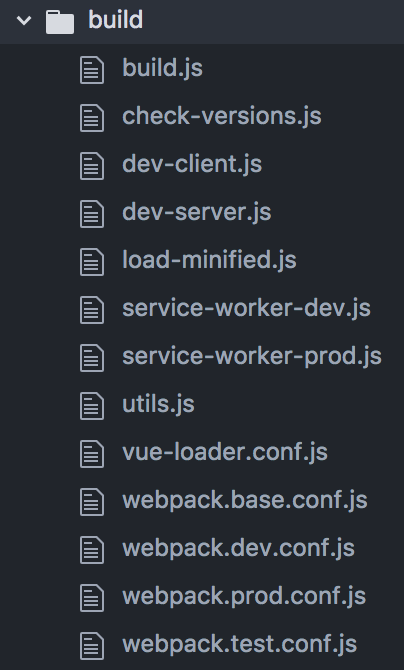 build
build.js
check-versions.js
dev-client.js
dev-server.js
load-minified.js
service-worker-dev.js
service-worker-prod.js
utils.js
vue-loader.conf.js
webpack.base.conf.js
webpack.dev.conf.js
webpack.prod.conf.js
webpack.test.conf.js